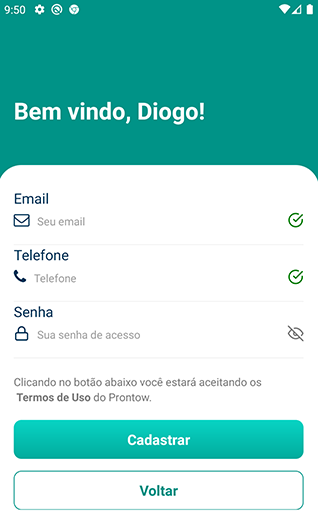 9:50
Bem vindo, Diogo!
Email
Seu email
Telefone
Telefone
Senha
Sua senha de acesso
Clicando no botão abaixo você estará aceitando os
Termos de Uso do Prontow.
Cadastrar
Voltar